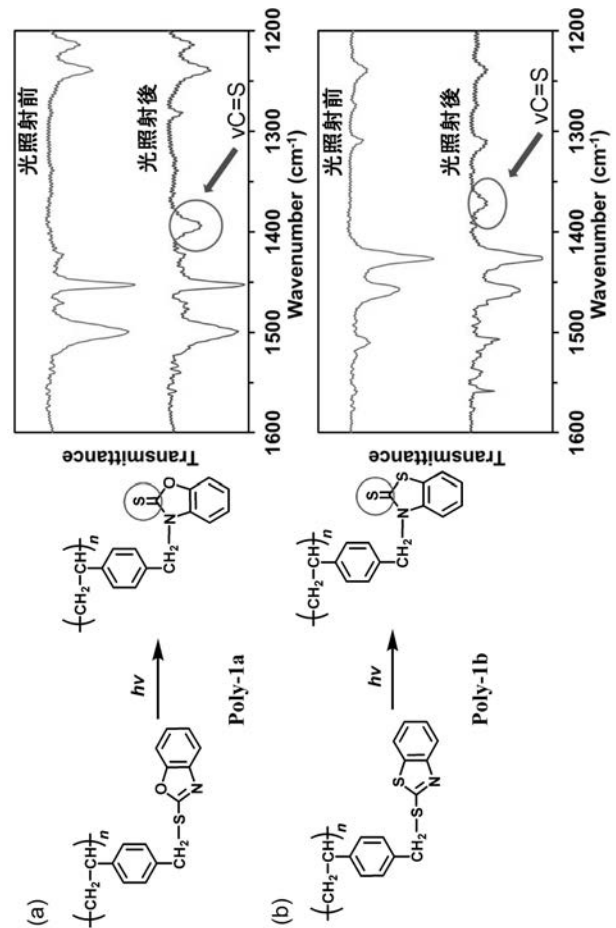 (a)
( CH₂–CH )n
CH₂–S
O
N
hν
Poly-1a
( CH₂–CH )n
CH₂
N
S
O
Transmittance
光照射前
光照射後
νC=S
1600 1500 1400 1300 1200
Wavenumber (cm⁻¹)
(b)
( CH₂–CH )n
CH₂–S
S
N
hν
Poly-1b
( CH₂–CH )n
CH₂
N
S
S
Transmittance
光照射前
光照射後
νC=S
1600 1500 1400 1300 1200
Wavenumber (cm⁻¹)